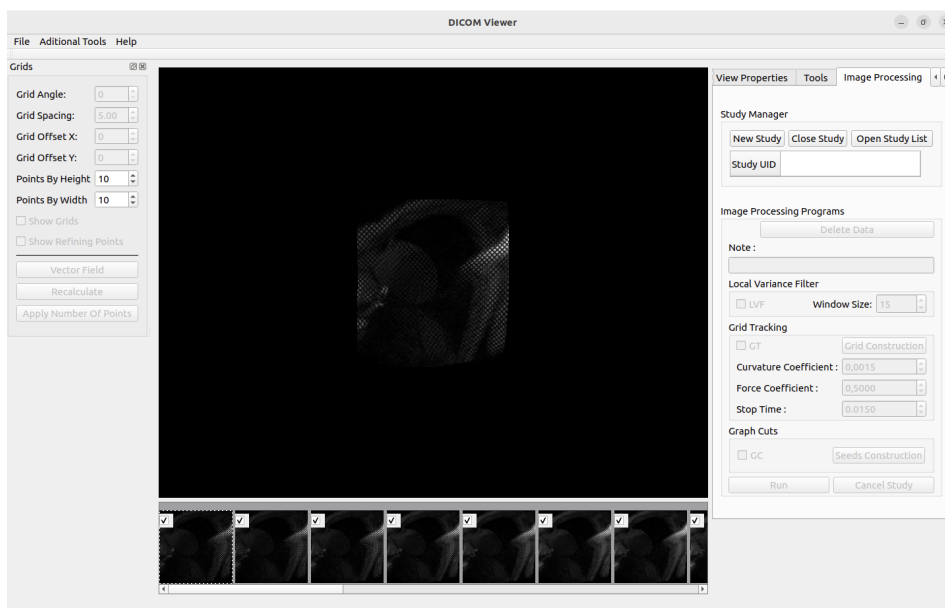 DICOM Viewer
File Aditional Tools Help
Grids
Grid Angle: 0
Grid Spacing: 5.00
Grid Offset X: 0
Grid Offset Y: 0
Points By Height 10
Points By Width 10
Show Grids
Show Refining Points
Vector Field
Recalculate
Apply Number Of Points
View Properties Tools Image Processing
Study Manager
New Study Close Study Open Study List
Study UID
Image Processing Programs
Delete Data
Note :
Local Variance Filter
LVF Window Size: 15
Grid Tracking
GT Grid Construction
Curvature Coefficient : 0,0015
Force Coefficient : 0,5000
Stop Time : 0.0150
Graph Cuts
GC Seeds Construction
Run Cancel Study